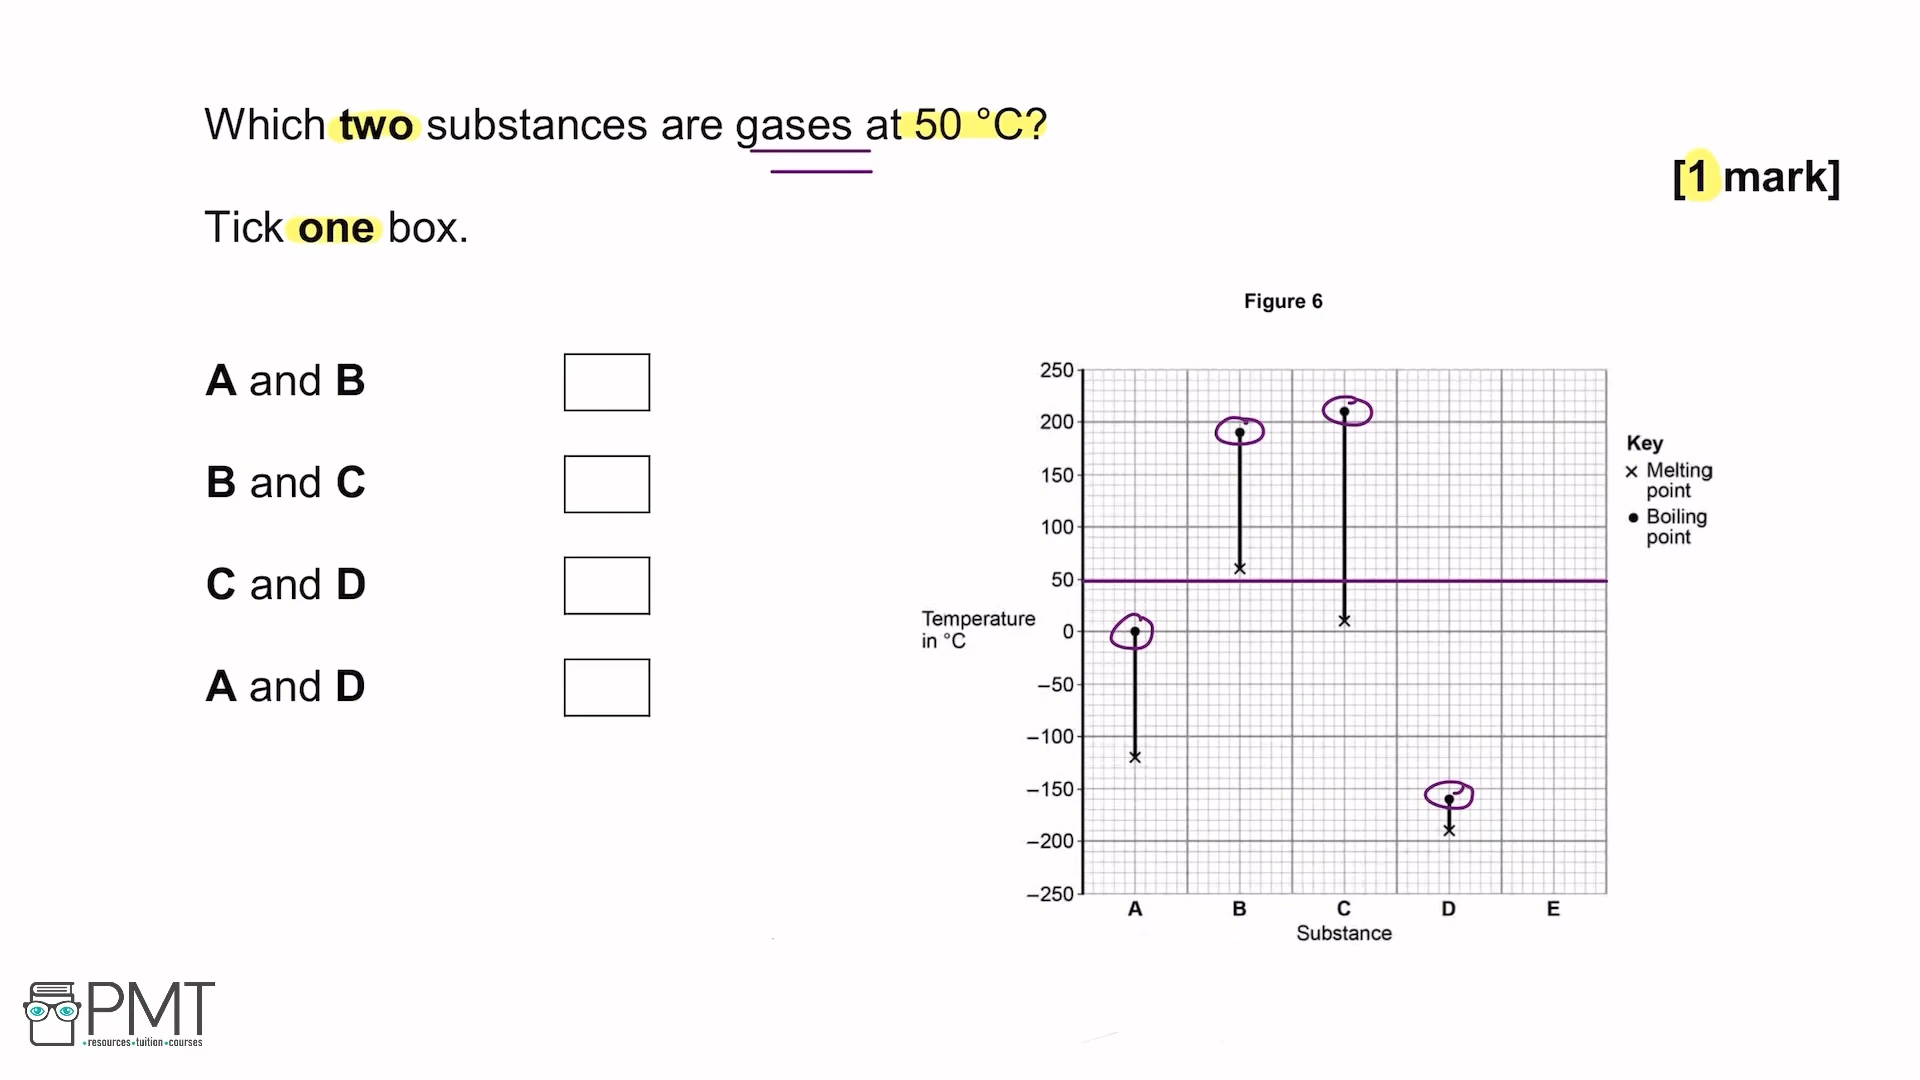 Which two substances are gases at 50 °C?
[1 mark]
Tick one box.
A and B
B and C
C and D
A and D
Figure 6
250
200
150
100
50
0
−50
−100
−150
−200
−250
Temperature
in °C
A B C D E
Substance
Key
× Melting
point
● Boiling
point
PMT
•resources•tuition•courses